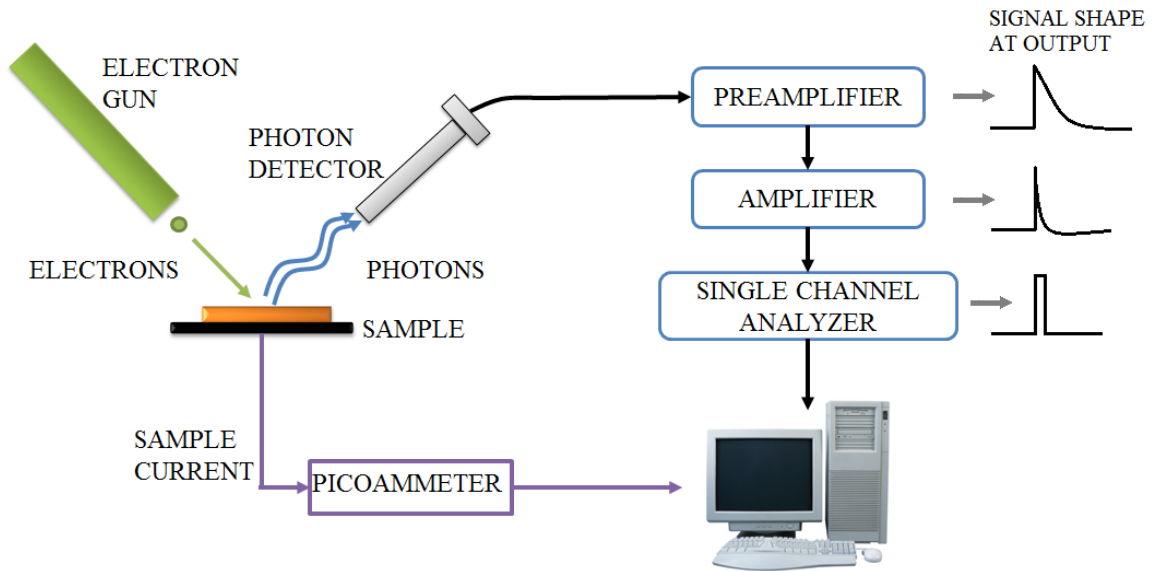 SIGNAL SHAPE
AT OUTPUT
ELECTRON
GUN
PREAMPLIFIER
PHOTON
DETECTOR
AMPLIFIER
ELECTRONS
PHOTONS
SINGLE CHANNEL
ANALYZER
SAMPLE
SAMPLE
CURRENT
PICOAMMETER